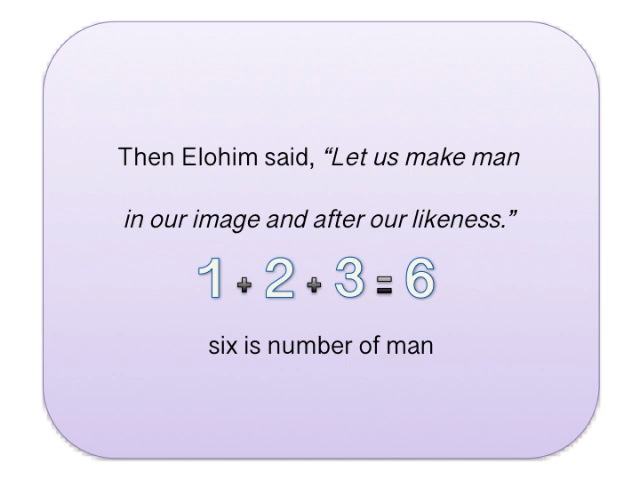 Then Elohim said, “Let us make man
in our image and after our likeness.”
1 + 2 + 3 = 6
six is number of man